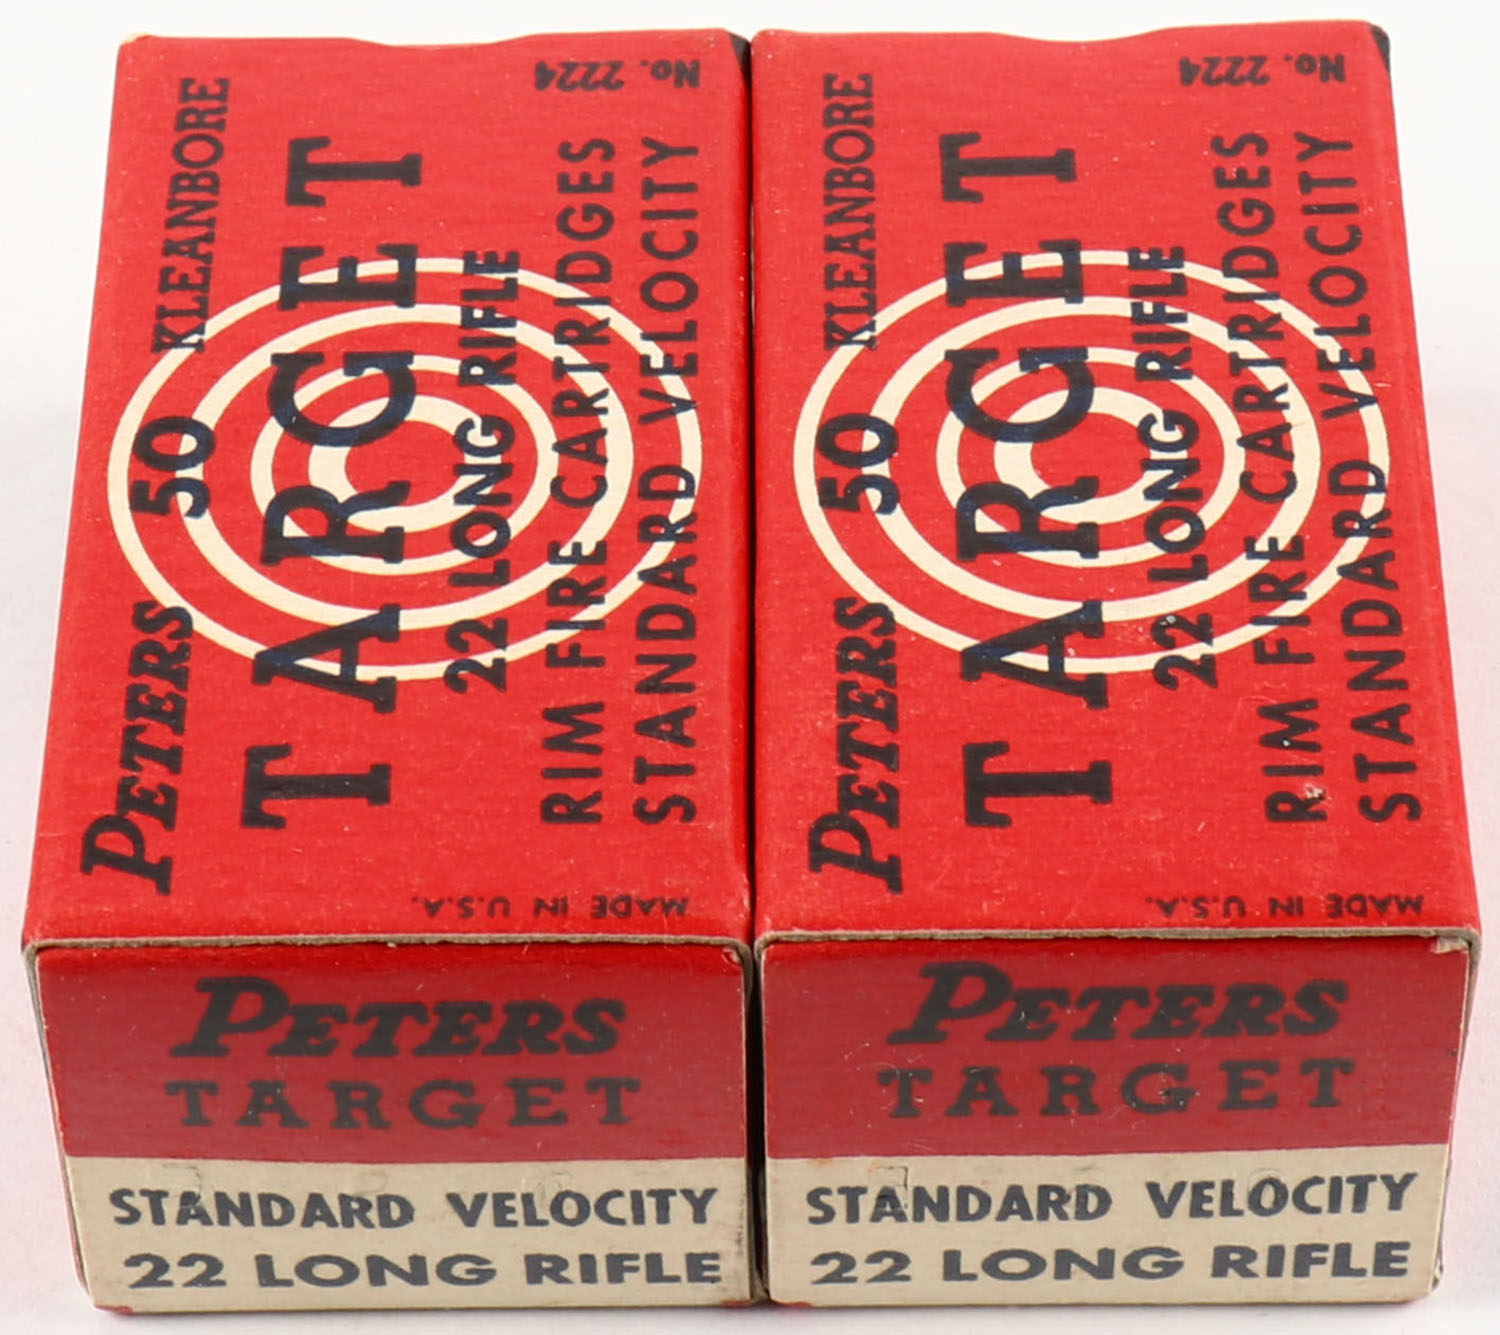 No. 2224
PETERS 50 KLEANBORE
TARGET
22 LONG RIFLE
RIM FIRE CARTRIDGES
STANDARD VELOCITY
MADE IN U.S.A.
PETERS
TARGET
STANDARD VELOCITY
22 LONG RIFLE
No. 2224
PETERS 50 KLEANBORE
TARGET
22 LONG RIFLE
RIM FIRE CARTRIDGES
STANDARD VELOCITY
MADE IN U.S.A.
PETERS
TARGET
STANDARD VELOCITY
22 LONG RIFLE